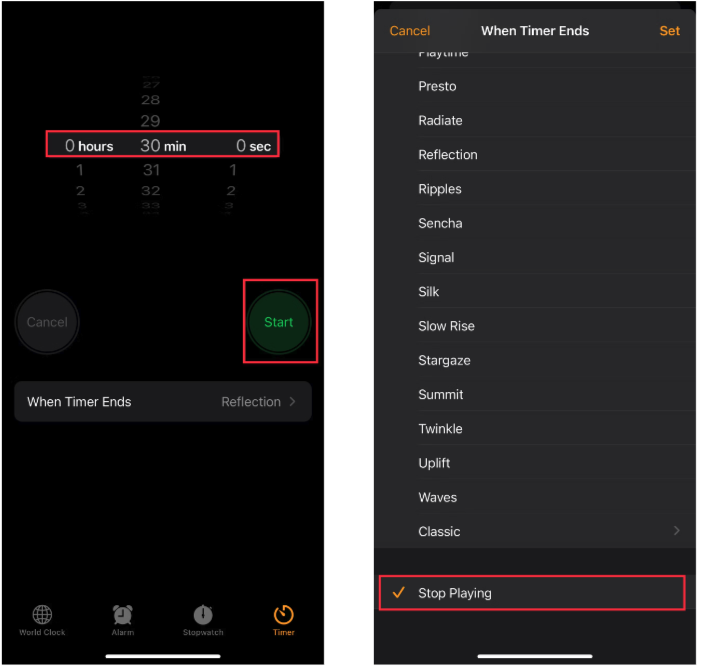 27
28
29
0 hours 30 min 0 sec
1 31 1
2 32 2
3 33 3
Cancel
Start
When Timer Ends Reflection
World Clock Alarm Stopwatch Timer
Cancel When Timer Ends Set
Playtime
Presto
Radiate
Reflection
Ripples
Sencha
Signal
Silk
Slow Rise
Stargaze
Summit
Twinkle
Uplift
Waves
Classic
Stop Playing